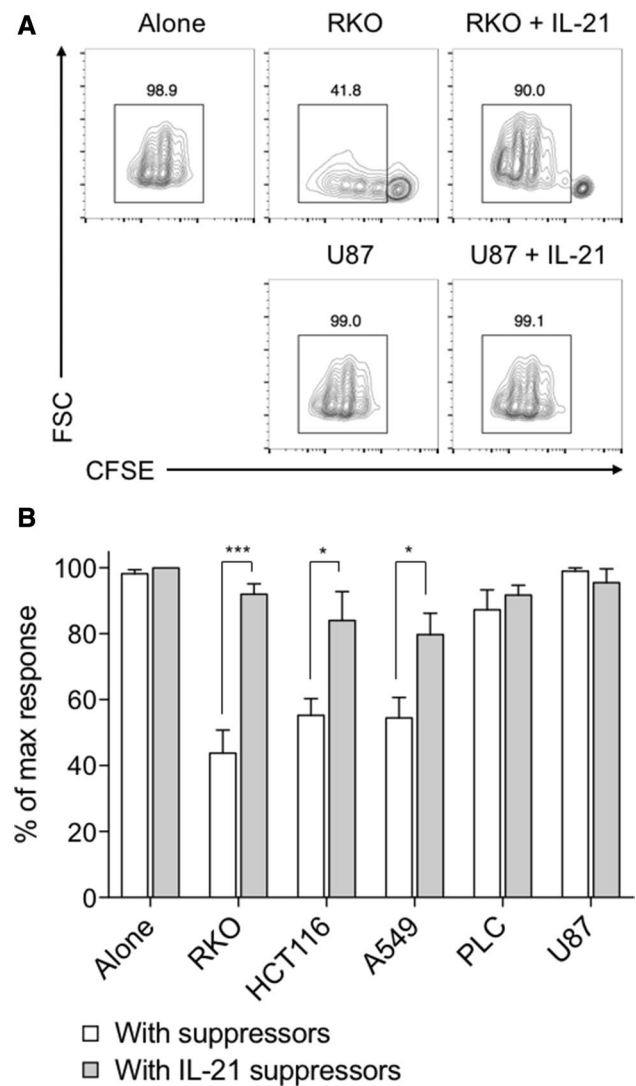 A
Alone
RKO
RKO + IL-21
98.9
41.8
90.0
U87
U87 + IL-21
99.0
99.1
FSC
CFSE
B
% of max response
100
80
60
40
20
0
***
*
*
Alone
RKO
HCT116
A549
PLC
U87
With suppressors
With IL-21 suppressors